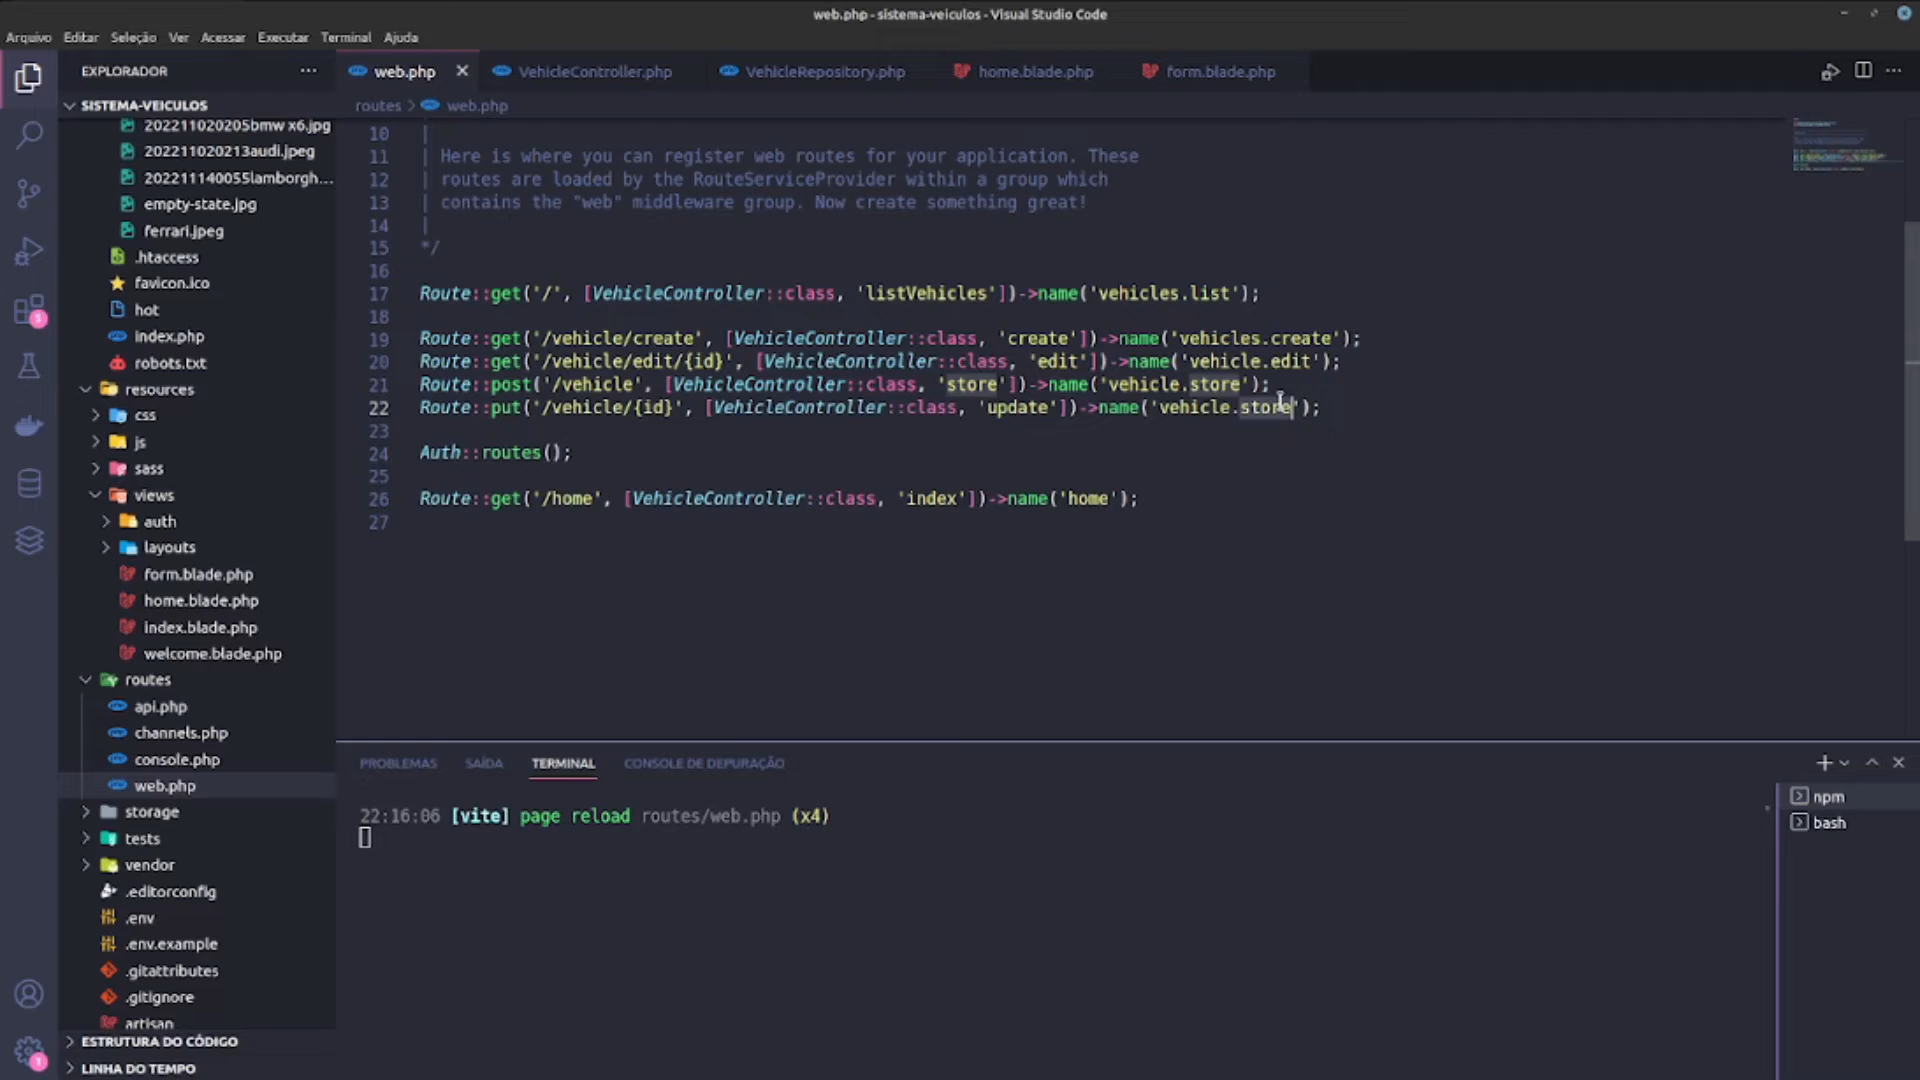 web.php - sistema-veiculos - Visual Studio Code
Arquivo Editar Seleção Ver Acessar Executar Terminal Ajuda
EXPLORADOR
web.php VehicleController.php VehicleRepository.php home.blade.php form.blade.php
SISTEMA-VEICULOS
routes > web.php
202211020205bmw x6.jpg
202211020213audi.jpeg
202211140055lamborgh...
empty-state.jpg
ferrari.jpeg
.htaccess
favicon.ico
hot
index.php
robots.txt
resources
css
js
sass
views
auth
layouts
form.blade.php
home.blade.php
index.blade.php
welcome.blade.php
routes
api.php
channels.php
console.php
web.php
storage
tests
vendor
.editorconfig
.env
.env.example
.gitattributes
.gitignore
artisan
ESTRUTURA DO CÓDIGO
LINHA DO TEMPO
10 |
11 | Here is where you can register web routes for your application. These
12 | routes are loaded by the RouteServiceProvider within a group which
13 | contains the "web" middleware group. Now create something great!
14 |
15 */
16
17 Route::get('/', [VehicleController::class, 'listVehicles'])->name('vehicles.list');
18
19 Route::get('/vehicle/create', [VehicleController::class, 'create'])->name('vehicles.create');
20 Route::get('/vehicle/edit/{id}', [VehicleController::class, 'edit'])->name('vehicle.edit');
21 Route::post('/vehicle', [VehicleController::class, 'store'])->name('vehicle.store');
22 Route::put('/vehicle/{id}', [VehicleController::class, 'update'])->name('vehicle.store');
23
24 Auth::routes();
25
26 Route::get('/home', [VehicleController::class, 'index'])->name('home');
27
PROBLEMAS SAÍDA TERMINAL CONSOLE DE DEPURAÇÃO
22:16:06 [vite] page reload routes/web.php (x4)
npm
bash
5
1